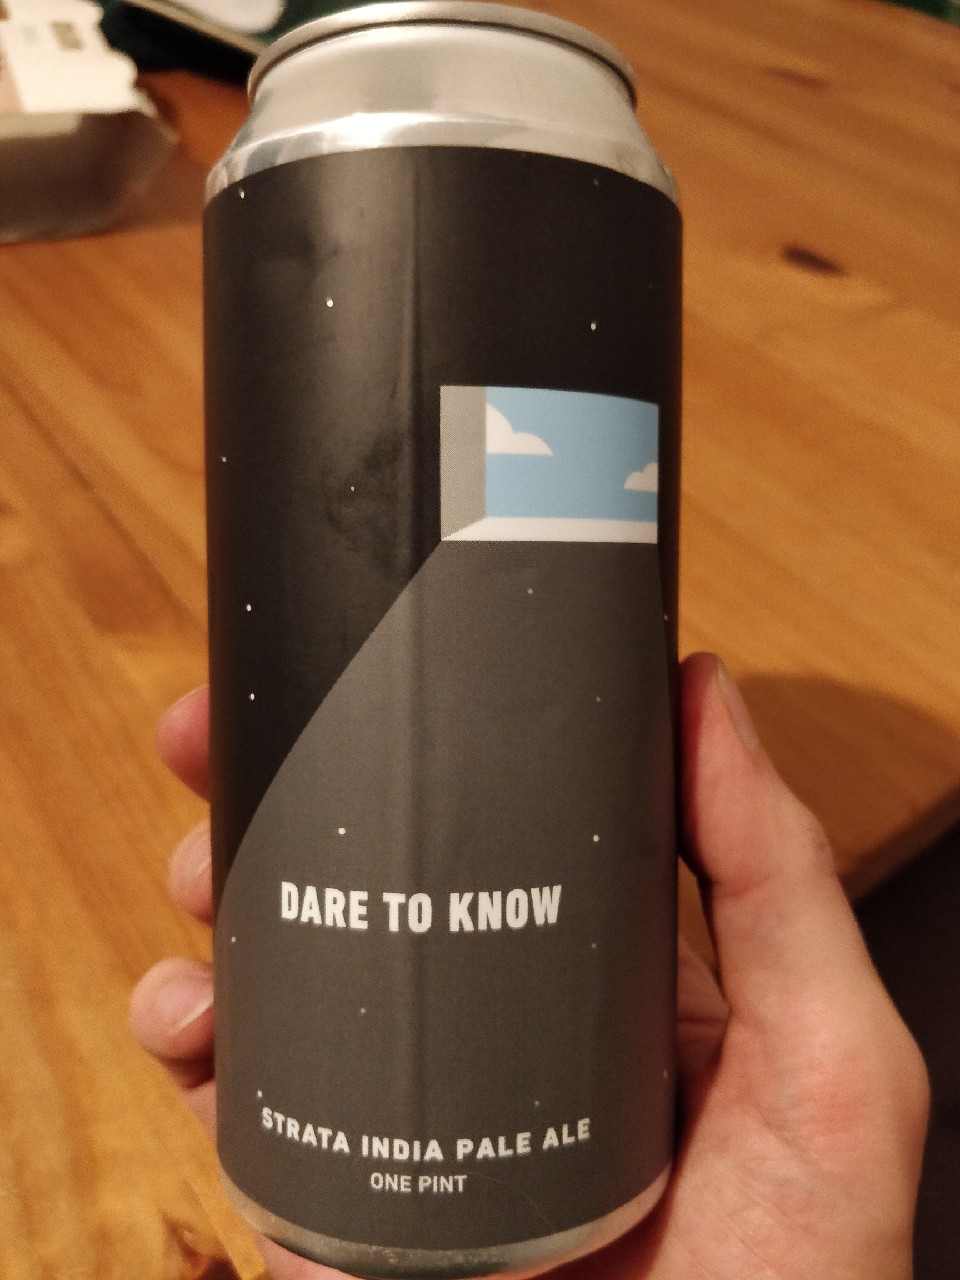 DARE TO KNOW
STRATA INDIA PALE ALE
ONE PINT